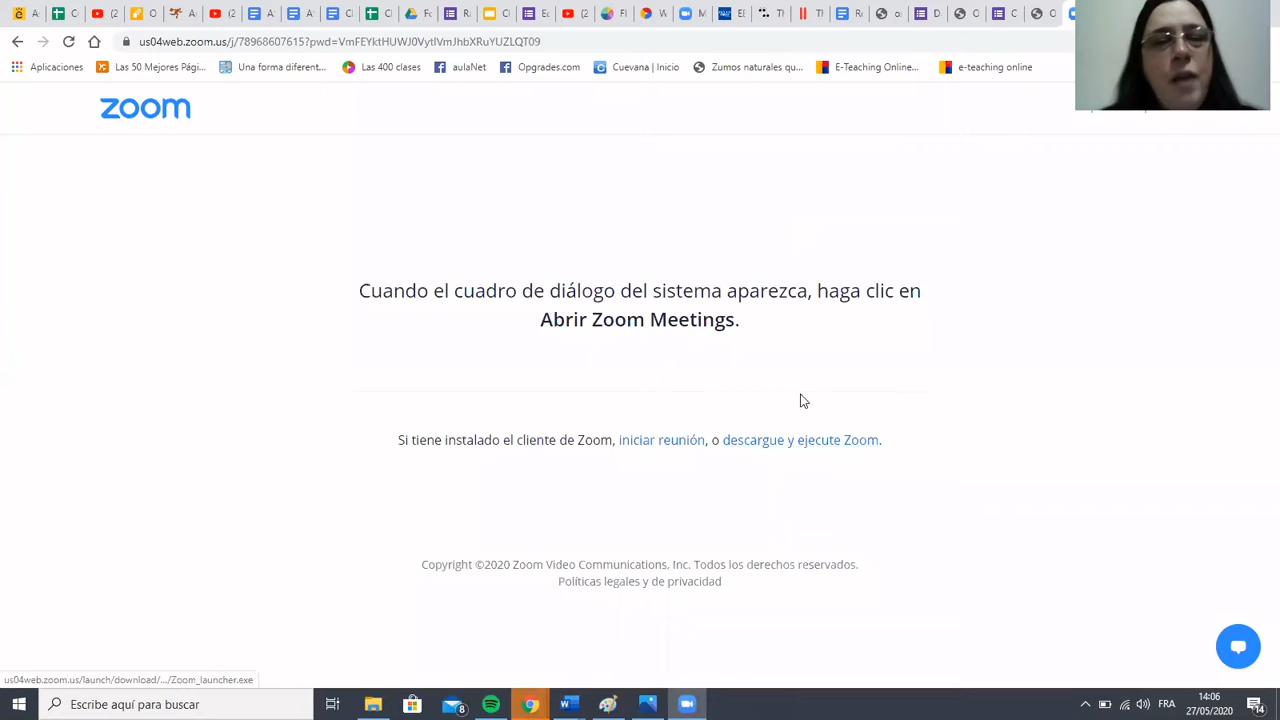 us04web.zoom.us/j/78968607615?pwd=VmFEYktHUWJ0VytlVmJhbXRuYUZLQT09
Aplicaciones
Las 50 Mejores Pági...
Una forma diferent...
Las 400 clases
aulaNet
Opgrades.com
Cuevana | Inicio
Zumos naturales qu...
E-Teaching Online...
e-teaching online
zoom
Cuando el cuadro de diálogo del sistema aparezca, haga clic en
Abrir Zoom Meetings.
Si tiene instalado el cliente de Zoom, iniciar reunión, o descargue y ejecute Zoom.
Copyright ©2020 Zoom Video Communications, Inc. Todos los derechos reservados.
Políticas legales y de privacidad
us04web.zoom.us/launch/download/.../Zoom_launcher.exe
Escribe aquí para buscar
8
FRA
14:06
27/05/2020
14